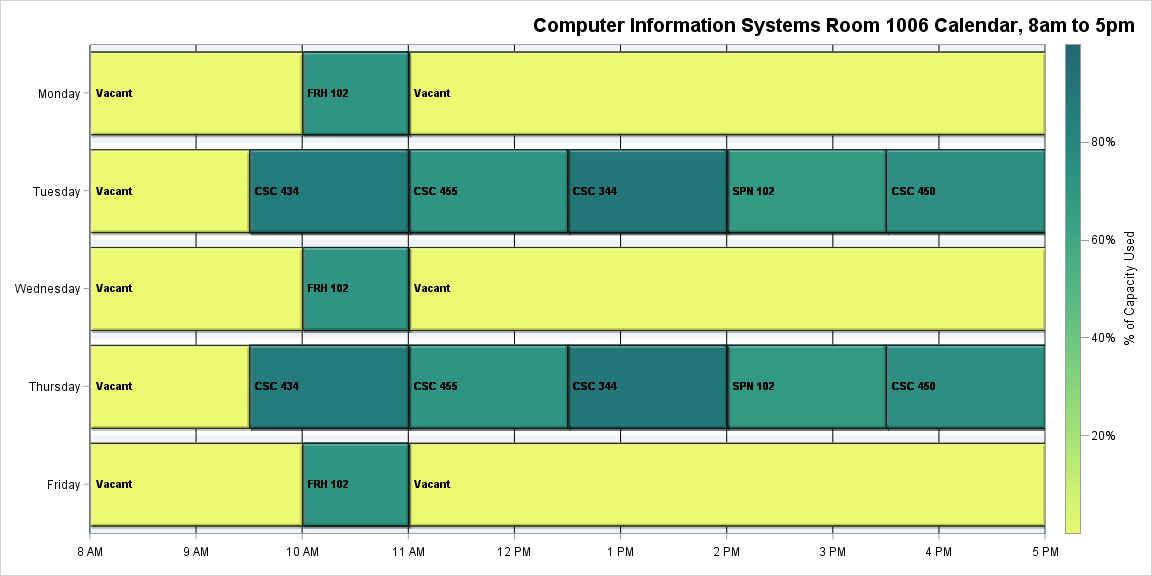 Computer Information Systems Room 1006 Calendar, 8am to 5pm
Monday
Vacant
FRH 102
Vacant
Tuesday
Vacant
CSC 434
CSC 455
CSC 344
SPN 102
CSC 450
Wednesday
Vacant
FRH 102
Vacant
Thursday
Vacant
CSC 434
CSC 455
CSC 344
SPN 102
CSC 450
Friday
Vacant
FRH 102
Vacant
8 AM
9 AM
10 AM
11 AM
12 PM
1 PM
2 PM
3 PM
4 PM
5 PM
80%
60%
40%
20%
% of Capacity Used